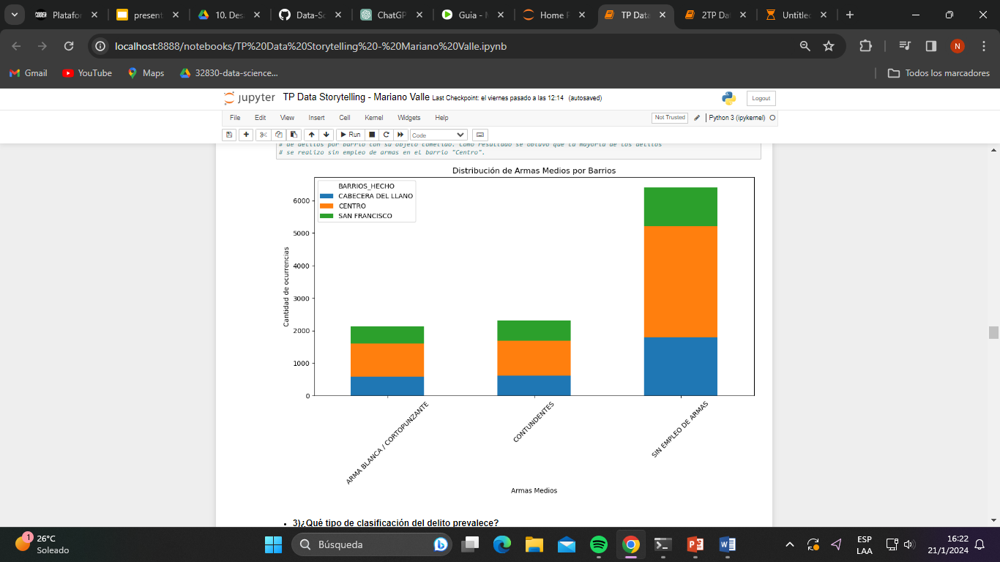 Platafor
present
10. Des
Data-Sc
ChatGP
Guía - N
Home P
TP Data
2TP Da
Untitled
localhost:8888/notebooks/TP%20Data%20Storytelling%20-%20Mariano%20Valle.ipynb
N
Gmail
YouTube
Maps
32830-data-science...
Todos los marcadores
jupyter
TP Data Storytelling - Mariano Valle Last Checkpoint: el viernes pasado a las 12:14 (autosaved)
Logout
File Edit View Insert Cell Kernel Widgets Help
Not Trusted
Python 3 (ipykernel)
Run
Code
# de delitos por barrio con su objeto cometido. Como resultado se obtuvo que la mayoria de los delitos
# se realizo sin empleo de armas en el barrio "Centro".
Distribución de Armas Medios por Barrios
BARRIOS_HECHO
CABECERA DEL LLANO
CENTRO
SAN FRANCISCO
Cantidad de ocurrencias
6000
5000
4000
3000
2000
1000
0
ARMA BLANCA / CORTOPUNZANTE
CONTUNDENTES
SIN EMPLEO DE ARMAS
Armas Medios
3)¿Qué tipo de clasificación del delito prevalece?
1
26°C
Soleado
Búsqueda
ESP
LAA
16:22
21/1/2024